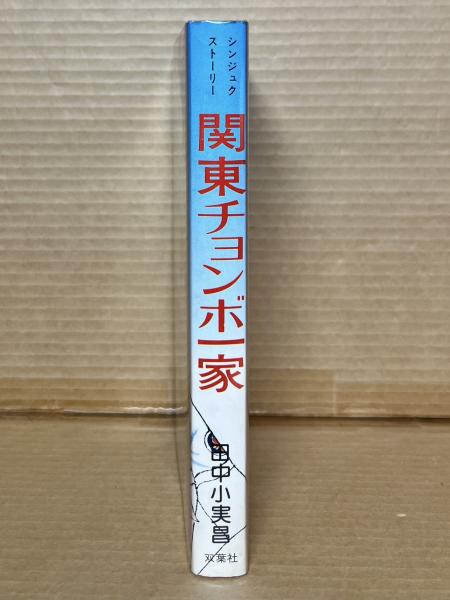 シンジュク
ストーリー
関東チョンボ一家
田中小実昌
双葉社